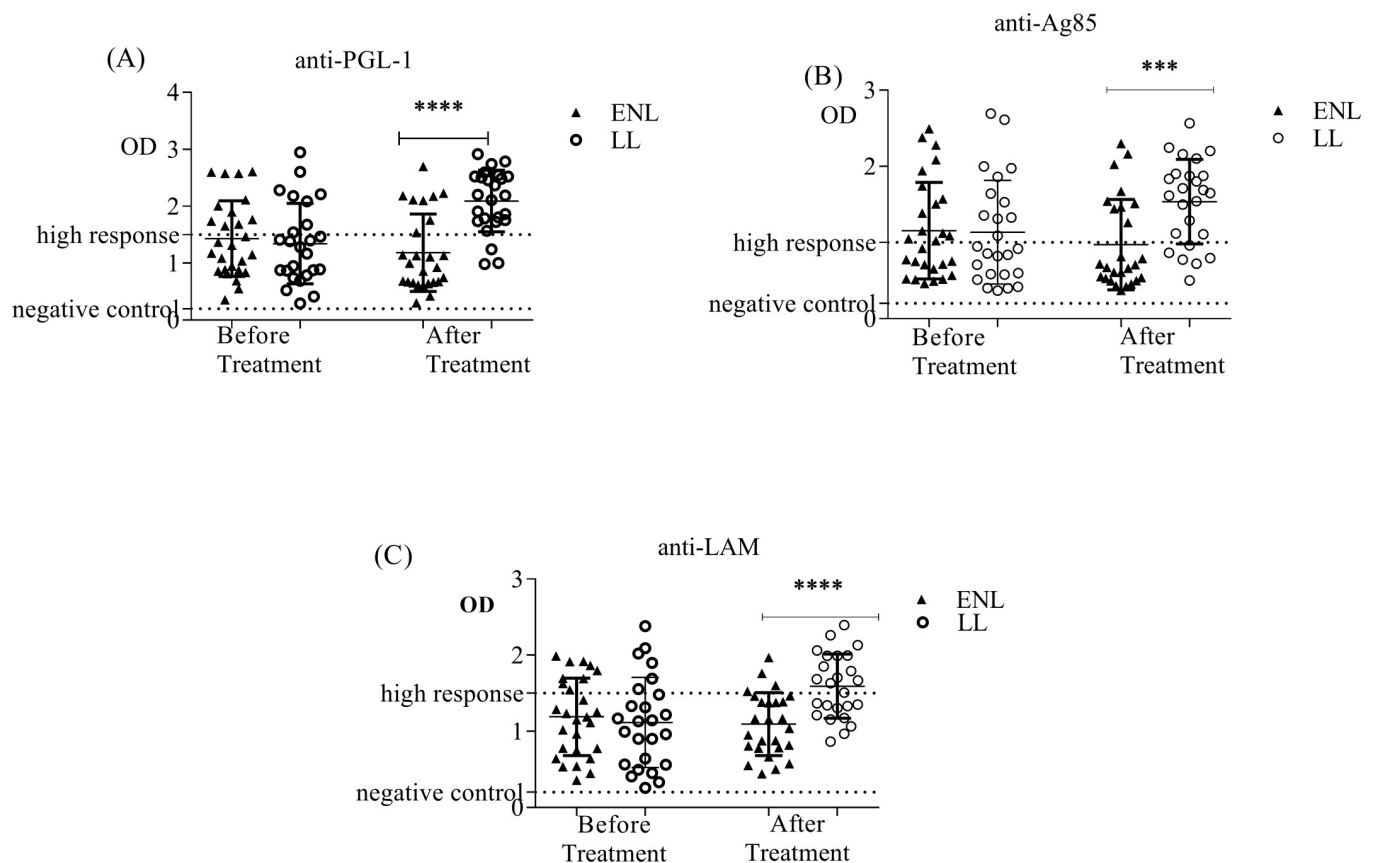 (A)
anti-PGL-1
****
4
OD
3
2
high response
1
negative control
0
Before
Treatment
After
Treatment
ENL
LL
anti-Ag85
(B)
***
3
OD
2
high response
1
negative control
0
Before
Treatment
After
Treatment
ENL
LL
(C)
anti-LAM
****
3
OD
2
high response
1
negative control
0
Before
Treatment
After
Treatment
ENL
LL